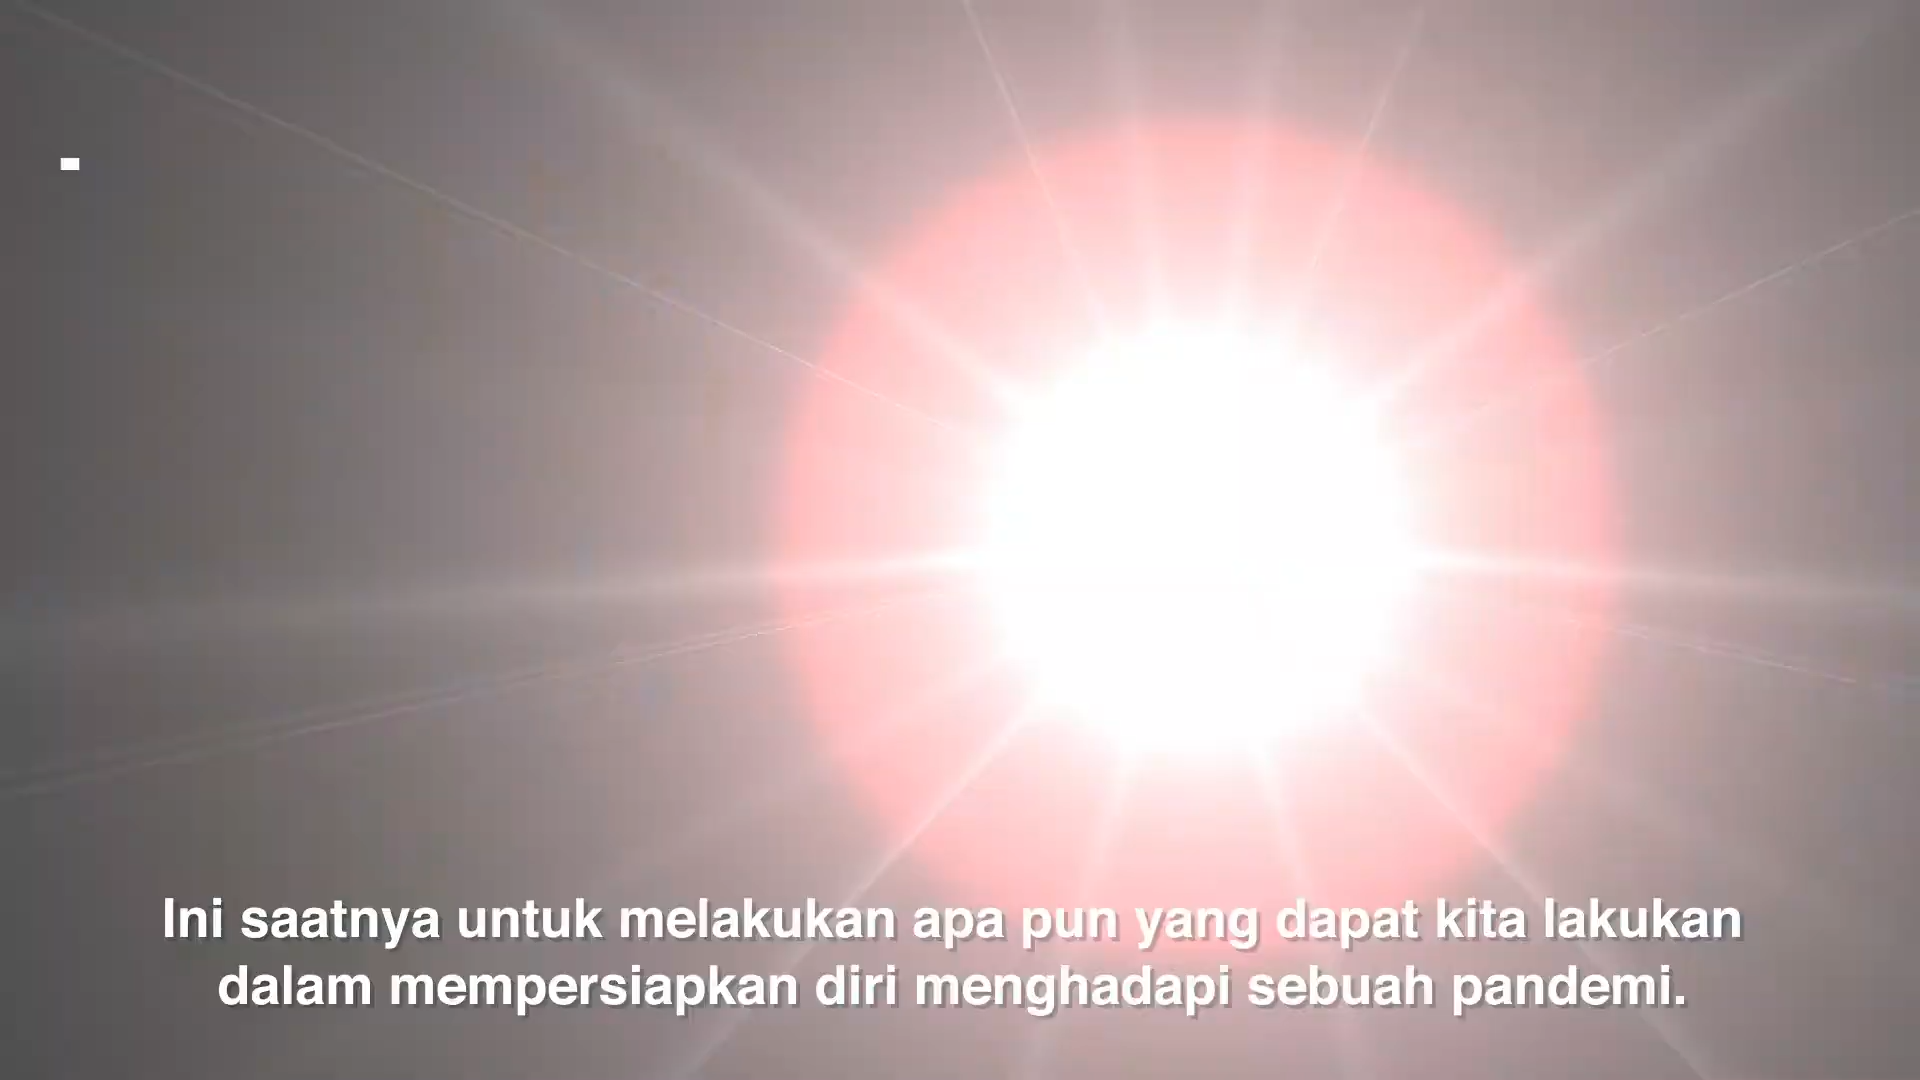 Ini saatnya untuk melakukan apa pun yang dapat kita lakukan
dalam mempersiapkan diri menghadapi sebuah pandemi.